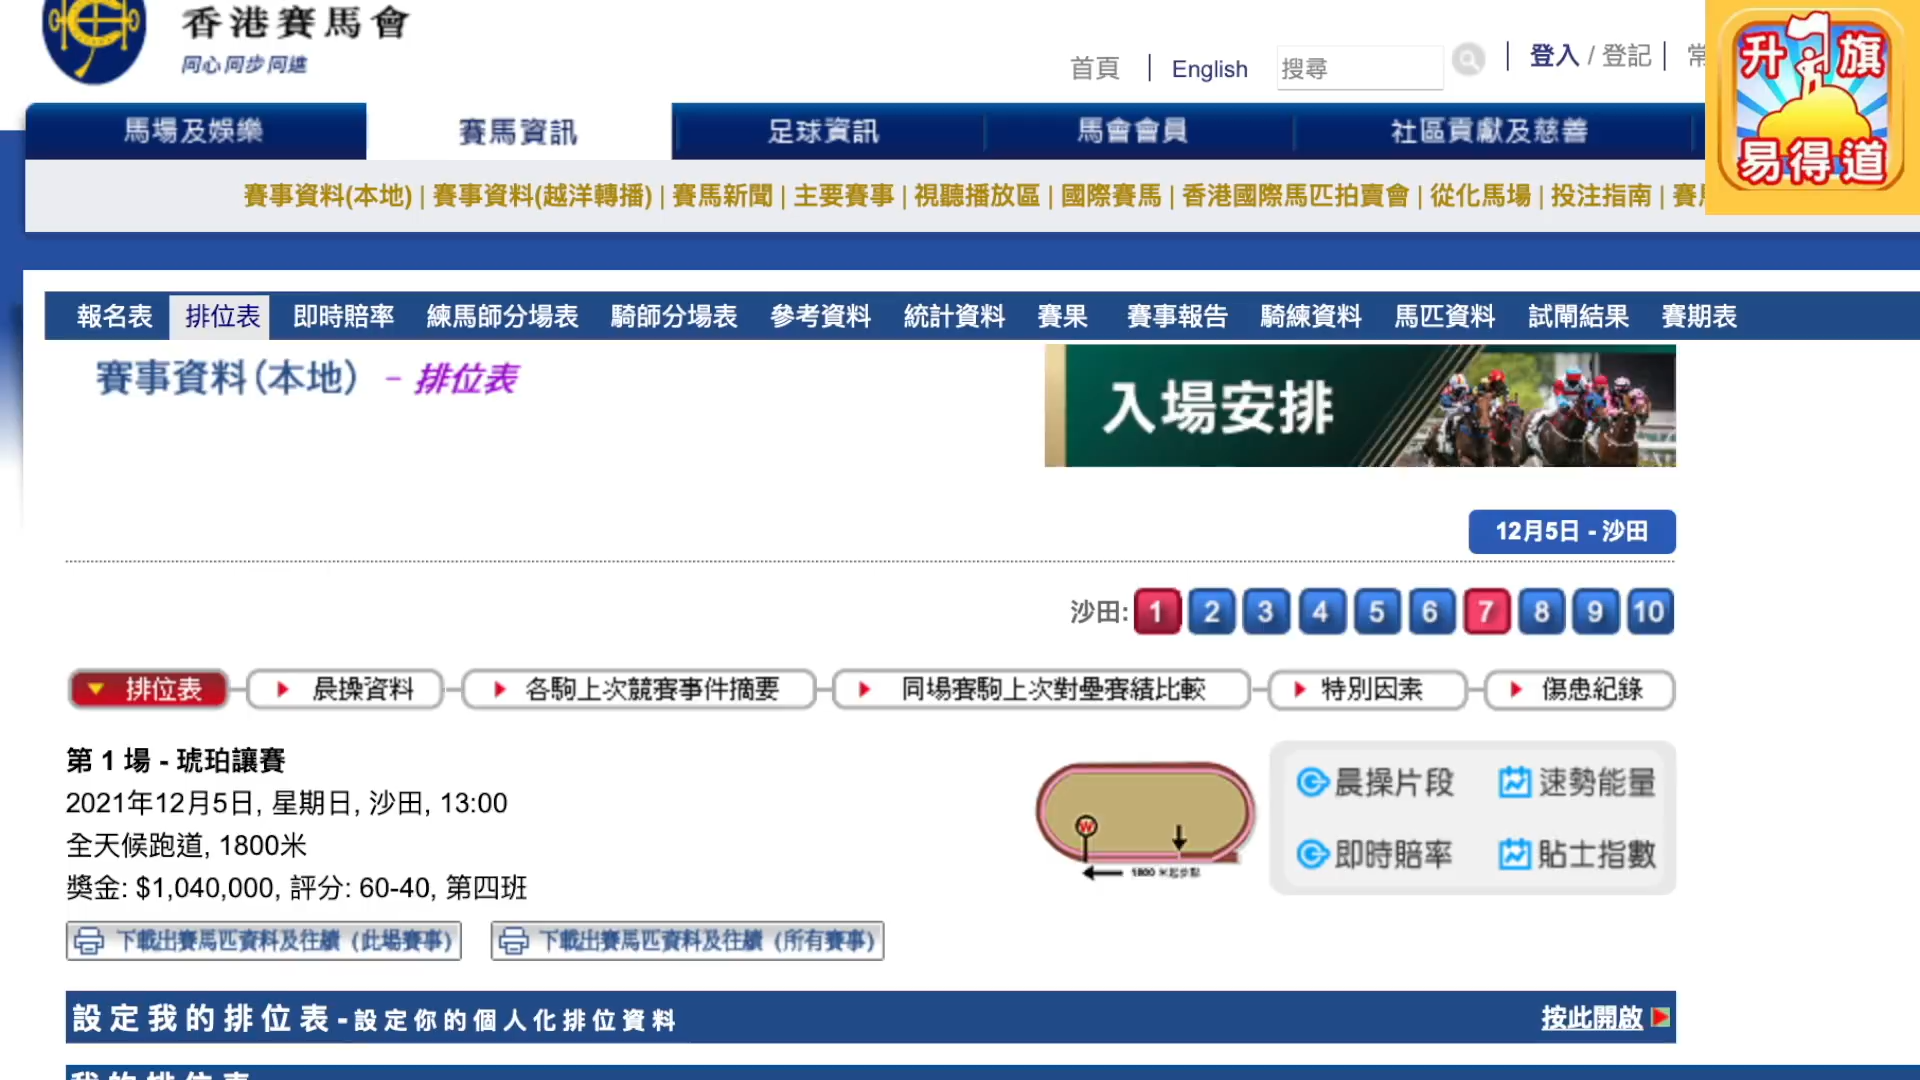 香港賽馬會
同心同步同進
首頁 | English 搜尋 | 登入 / 登記 | 常
升旗
易得道
馬場及娛樂 賽馬資訊 足球資訊 馬會會員 社區貢獻及慈善
賽事資料(本地) | 賽事資料(越洋轉播) | 賽馬新聞 | 主要賽事 | 視聽播放區 | 國際賽馬 | 香港國際馬匹拍賣會 | 從化馬場 | 投注指南 | 賽馬
報名表 排位表 即時賠率 練馬師分場表 騎師分場表 參考資料 統計資料 賽果 賽事報告 騎練資料 馬匹資料 試閘結果 賽期表
賽事資料(本地) - 排位表
入場安排
12月5日 - 沙田
沙田: 1 2 3 4 5 6 7 8 9 10
排位表 晨操資料 各駒上次競賽事件摘要 同場賽駒上次對壘賽績比較 特別因素 傷患紀錄
第 1 場 - 琥珀讓賽
2021年12月5日, 星期日, 沙田, 13:00
全天候跑道, 1800米
獎金: $1,040,000, 評分: 60-40, 第四班
W
1800 米起步點
晨操片段 速勢能量
即時賠率 貼士指數
下載出賽馬匹資料及往績（此場賽事） 下載出賽馬匹資料及往績（所有賽事）
設定我的排位表-設定你的個人化排位資料 按此開啟
我的排位表